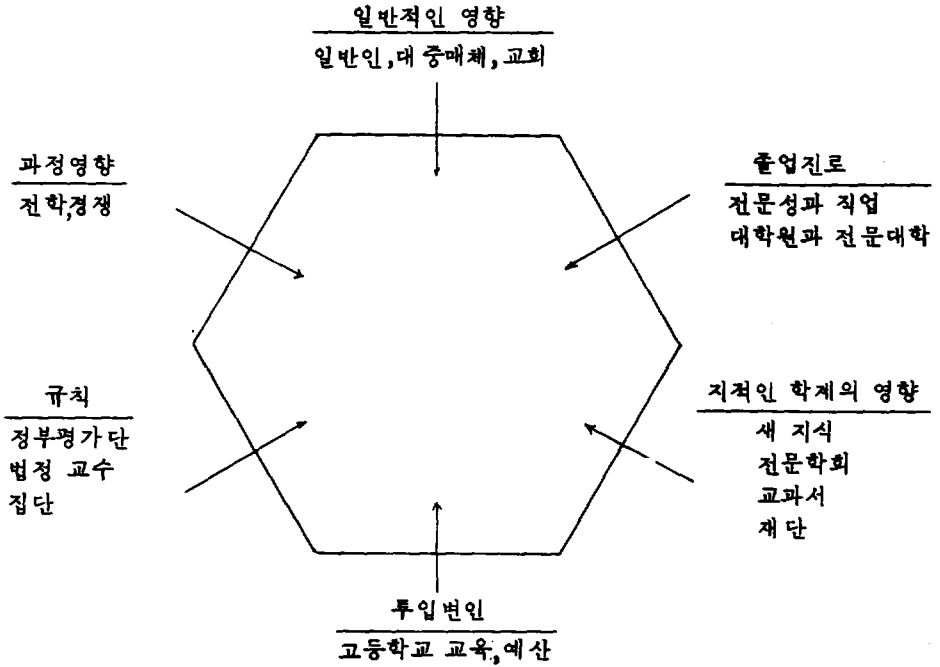 일반적인 영향
일반인, 대중매체, 교회
과정영향
전학, 경쟁
졸업진로
전문성과 직업
대학원과 전문대학
규칙
정부평가단
법정 교수
집단
지적인 학제의 영향
새 지식
전문학회
교과서
재단
투입변인
고등학교 교육, 예산